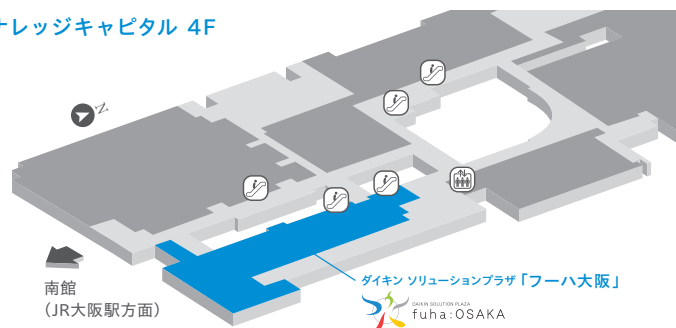 ナレッジキャピタル 4F
N
南館
(JR大阪駅方面)
ダイキン ソリューションプラザ「フーハ大阪」
DAIKIN SOLUTION PLAZA
fuha:OSAKA